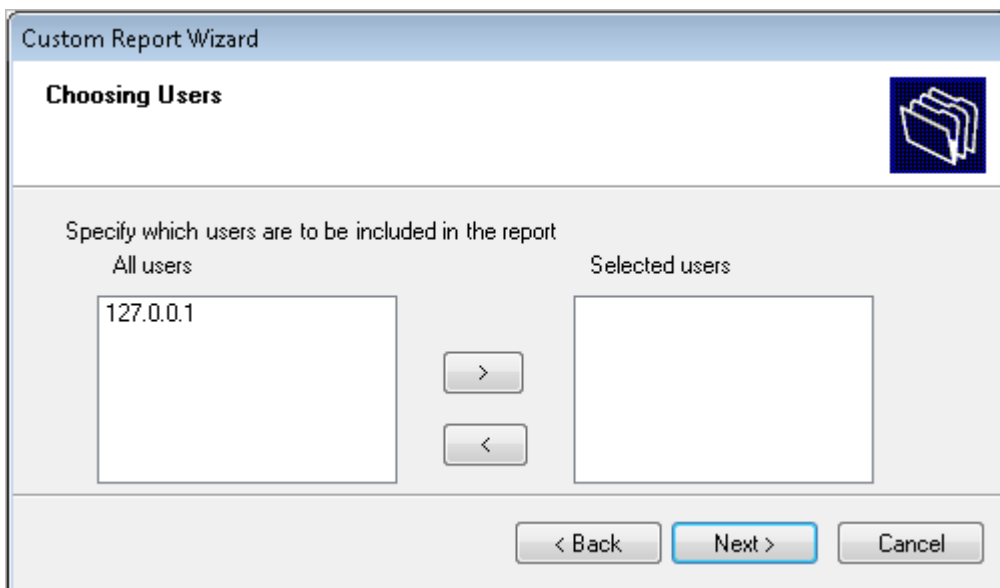 Custom Report Wizard
Choosing Users
Specify which users are to be included in the report
All users
Selected users
127.0.0.1
>
<
< Back
Next >
Cancel